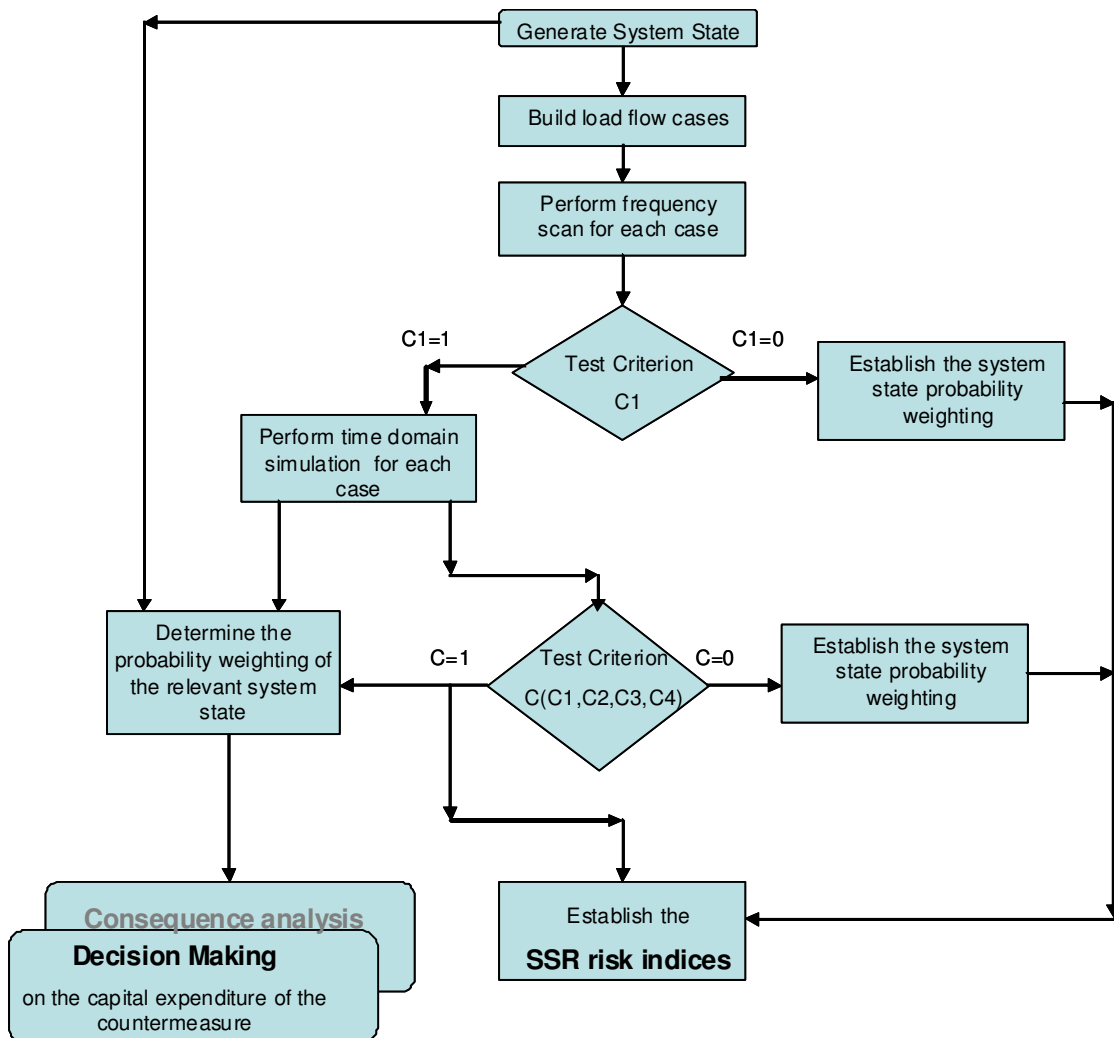 Generate System State
Build load flow cases
Perform frequency
scan for each case
C1=1
C1=0
Test Criterion
C1
Establish the system
state probability
weighting
Perform time domain
simulation for each
case
Determine the
probability weighting of
the relevant system
state
C=1
Test Criterion
C(C1,C2,C3,C4)
C=0
Establish the system
state probability
weighting
Consequence analysis
Decision Making
on the capital expenditure of the
countermeasure
Establish the
SSR risk indices